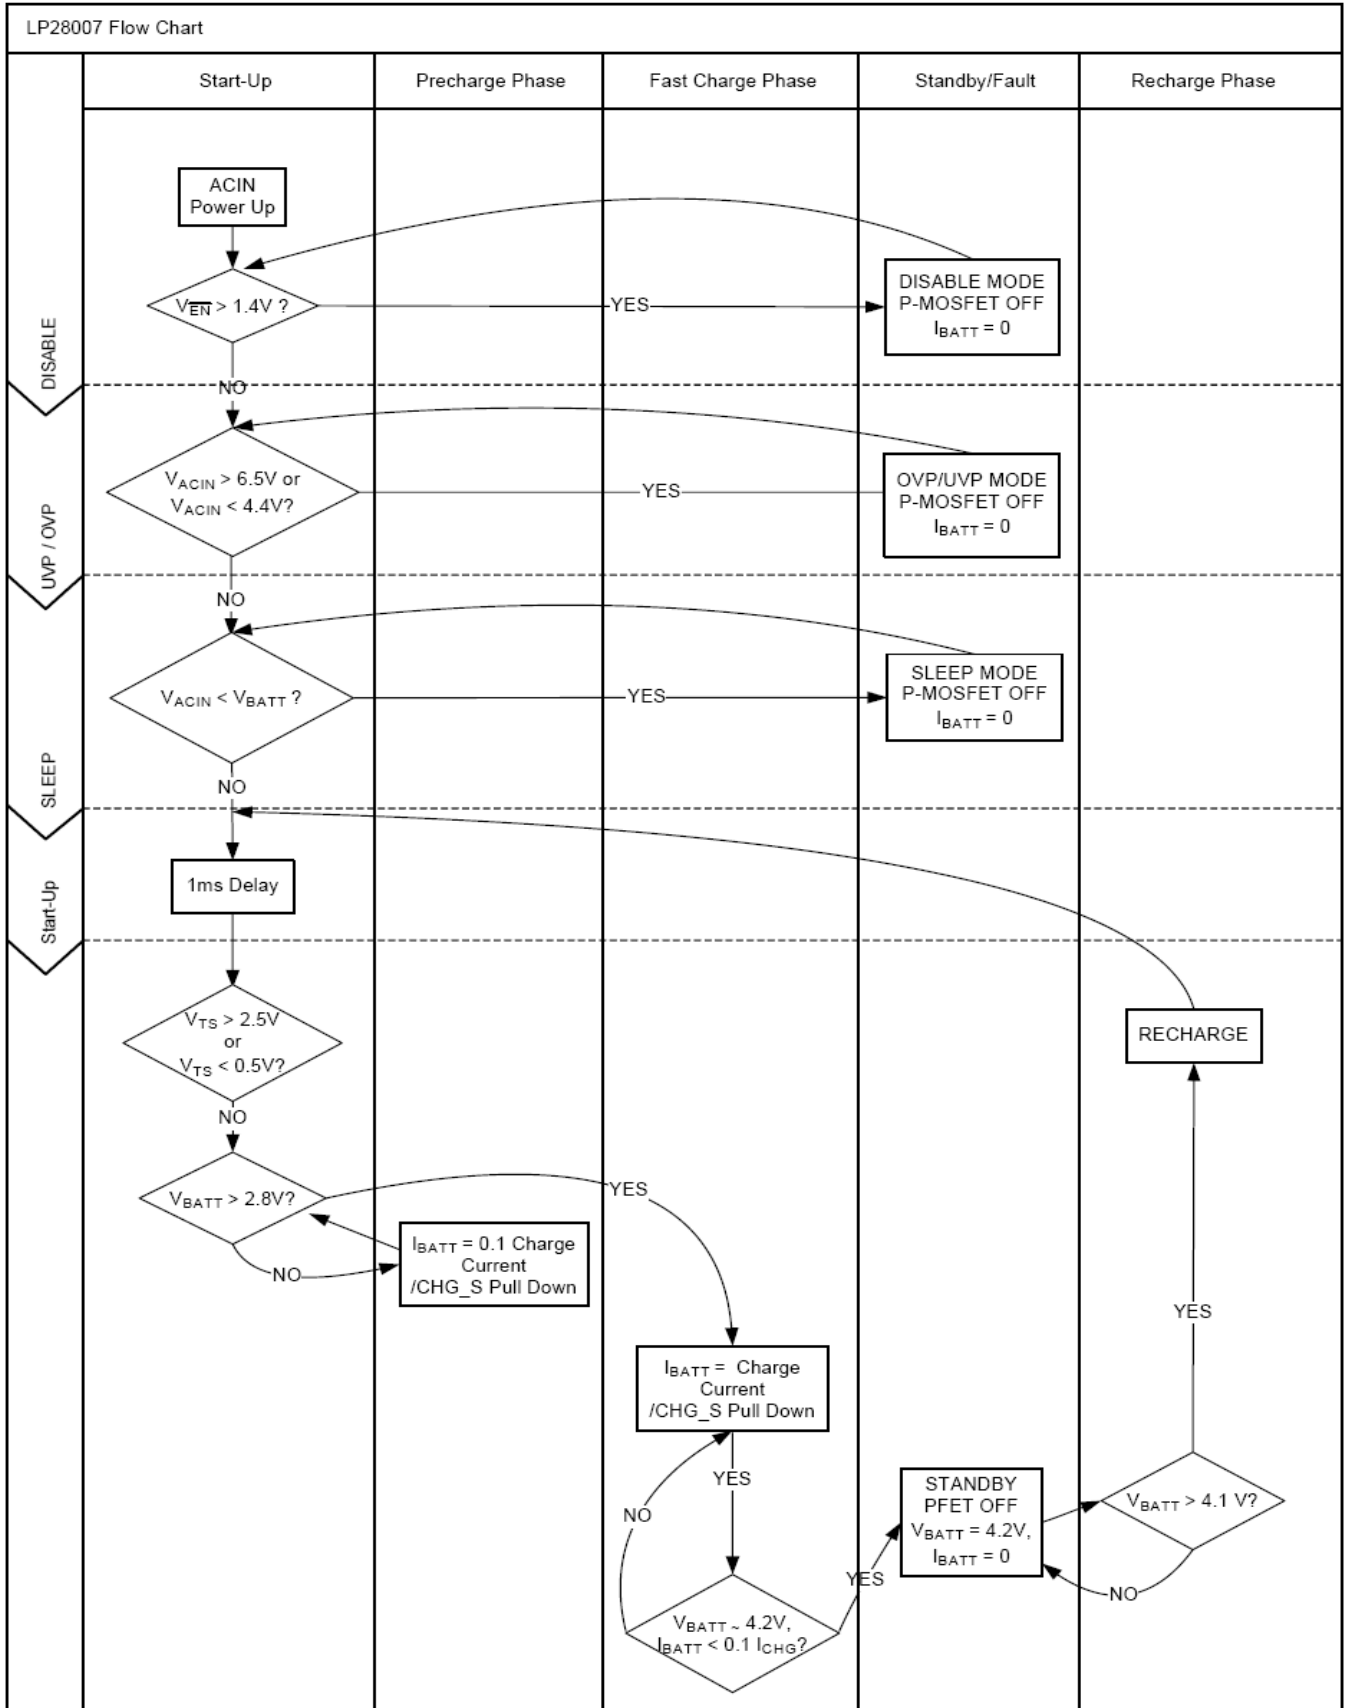 LP28007 Flow Chart
Start-Up
Precharge Phase
Fast Charge Phase
Standby/Fault
Recharge Phase
DISABLE
UVP / OVP
SLEEP
Start-Up
ACIN
Power Up
VEN > 1.4V ?
YES
DISABLE MODE
P-MOSFET OFF
IBATT = 0
NO
VACIN > 6.5V or
VACIN < 4.4V?
YES
OVP/UVP MODE
P-MOSFET OFF
IBATT = 0
NO
VACIN < VBATT ?
YES
SLEEP MODE
P-MOSFET OFF
IBATT = 0
NO
1ms Delay
VTS > 2.5V
or
VTS < 0.5V?
NO
RECHARGE
VBATT > 2.8V?
YES
NO
IBATT = 0.1 Charge
Current
/CHG_S Pull Down
YES
IBATT = Charge
Current
/CHG_S Pull Down
YES
NO
STANDBY
PFET OFF
VBATT = 4.2V,
IBATT = 0
VBATT > 4.1 V?
YES
NO
VBATT ~ 4.2V,
IBATT < 0.1 ICHG?